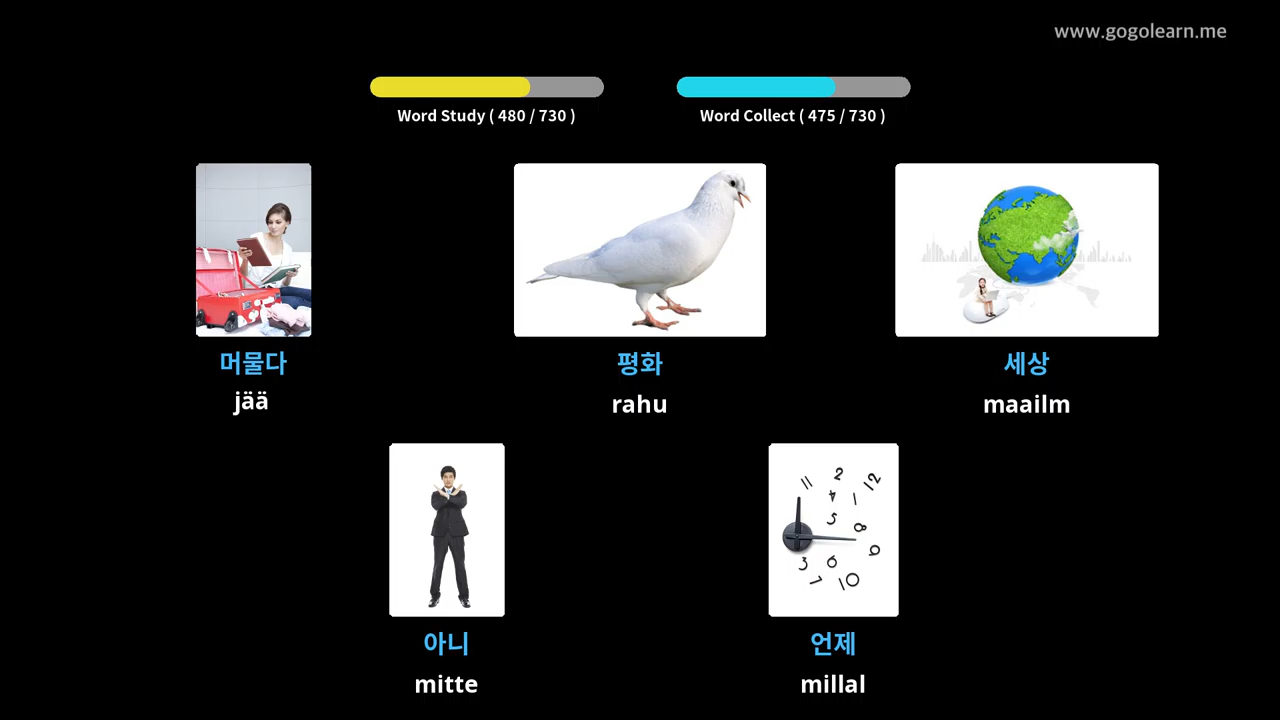 www.gogolearn.me
Word Study ( 480 / 730 )
Word Collect ( 475 / 730 )
머물다
jää
평화
rahu
세상
maailm
아니
mitte
언제
millal